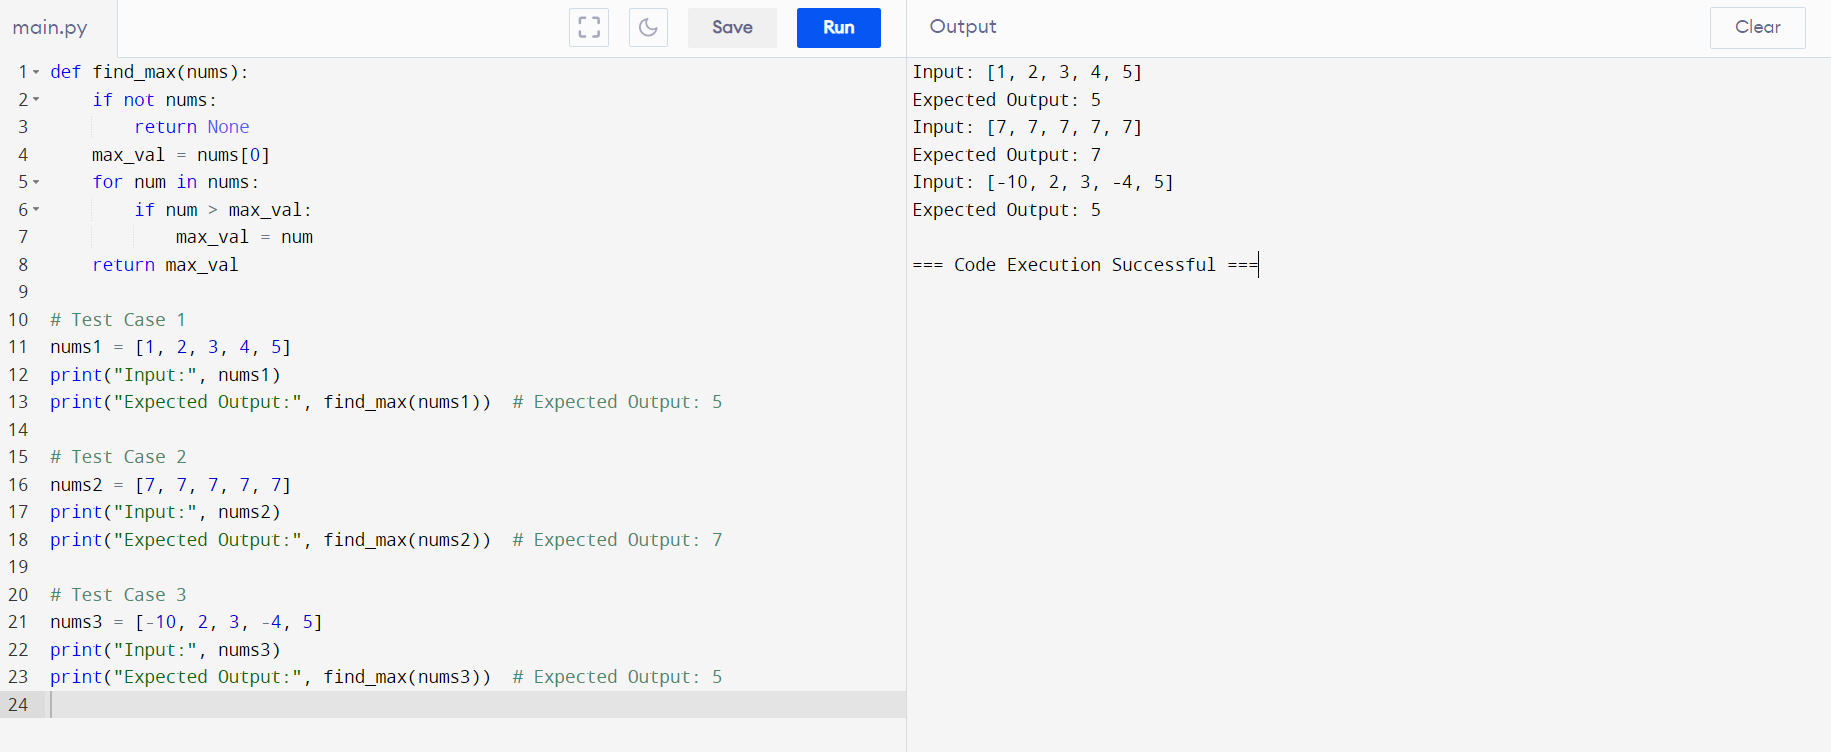 main.py
Save
Run
Output
Clear
1 def find_max(nums):
2     if not nums:
3         return None
4     max_val = nums[0]
5     for num in nums:
6         if num > max_val:
7             max_val = num
8     return max_val
9
10 # Test Case 1
11 nums1 = [1, 2, 3, 4, 5]
12 print("Input:", nums1)
13 print("Expected Output:", find_max(nums1))  # Expected Output: 5
14
15 # Test Case 2
16 nums2 = [7, 7, 7, 7, 7]
17 print("Input:", nums2)
18 print("Expected Output:", find_max(nums2))  # Expected Output: 7
19
20 # Test Case 3
21 nums3 = [-10, 2, 3, -4, 5]
22 print("Input:", nums3)
23 print("Expected Output:", find_max(nums3))  # Expected Output: 5
24
Input: [1, 2, 3, 4, 5]
Expected Output: 5
Input: [7, 7, 7, 7, 7]
Expected Output: 7
Input: [-10, 2, 3, -4, 5]
Expected Output: 5
=== Code Execution Successful ===